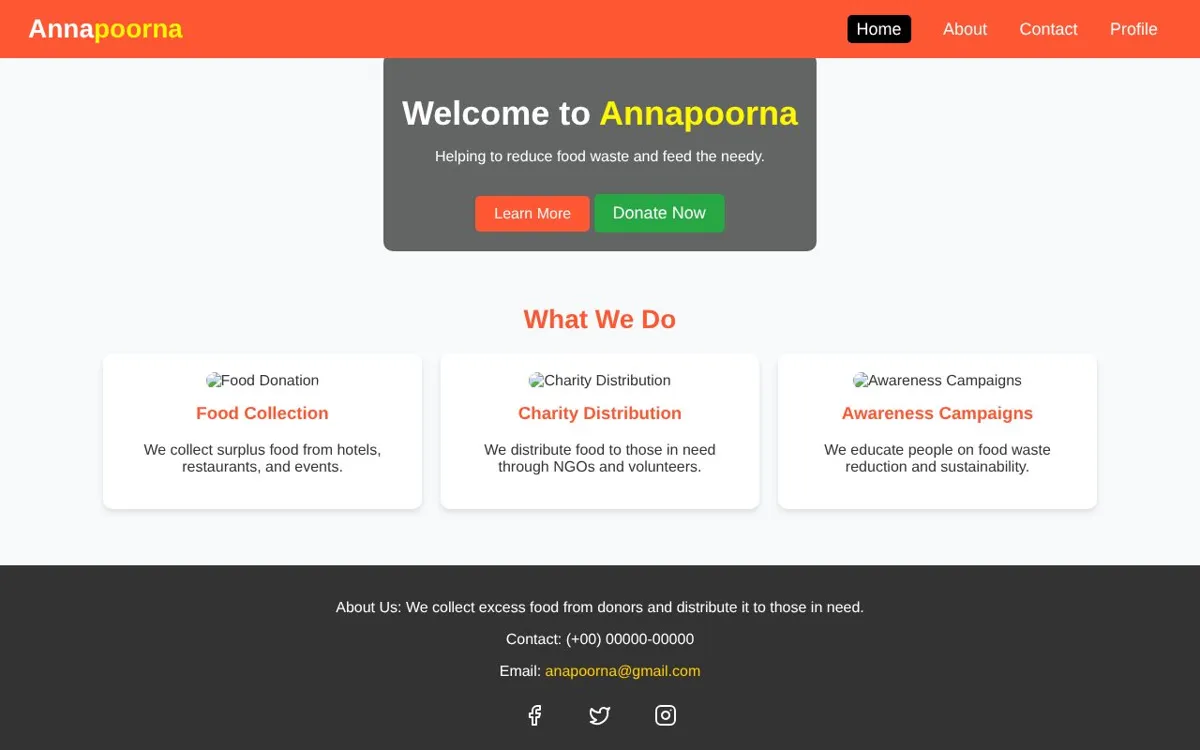 Annapoorna
Home About Contact Profile
Welcome to Annapoorna
Helping to reduce food waste and feed the needy.
Learn More Donate Now
What We Do
Food Donation
Food Collection
We collect surplus food from hotels,
restaurants, and events.
Charity Distribution
Charity Distribution
We distribute food to those in need
through NGOs and volunteers.
Awareness Campaigns
Awareness Campaigns
We educate people on food waste
reduction and sustainability.
About Us: We collect excess food from donors and distribute it to those in need.
Contact: (+00) 00000-00000
Email: anapoorna@gmail.com